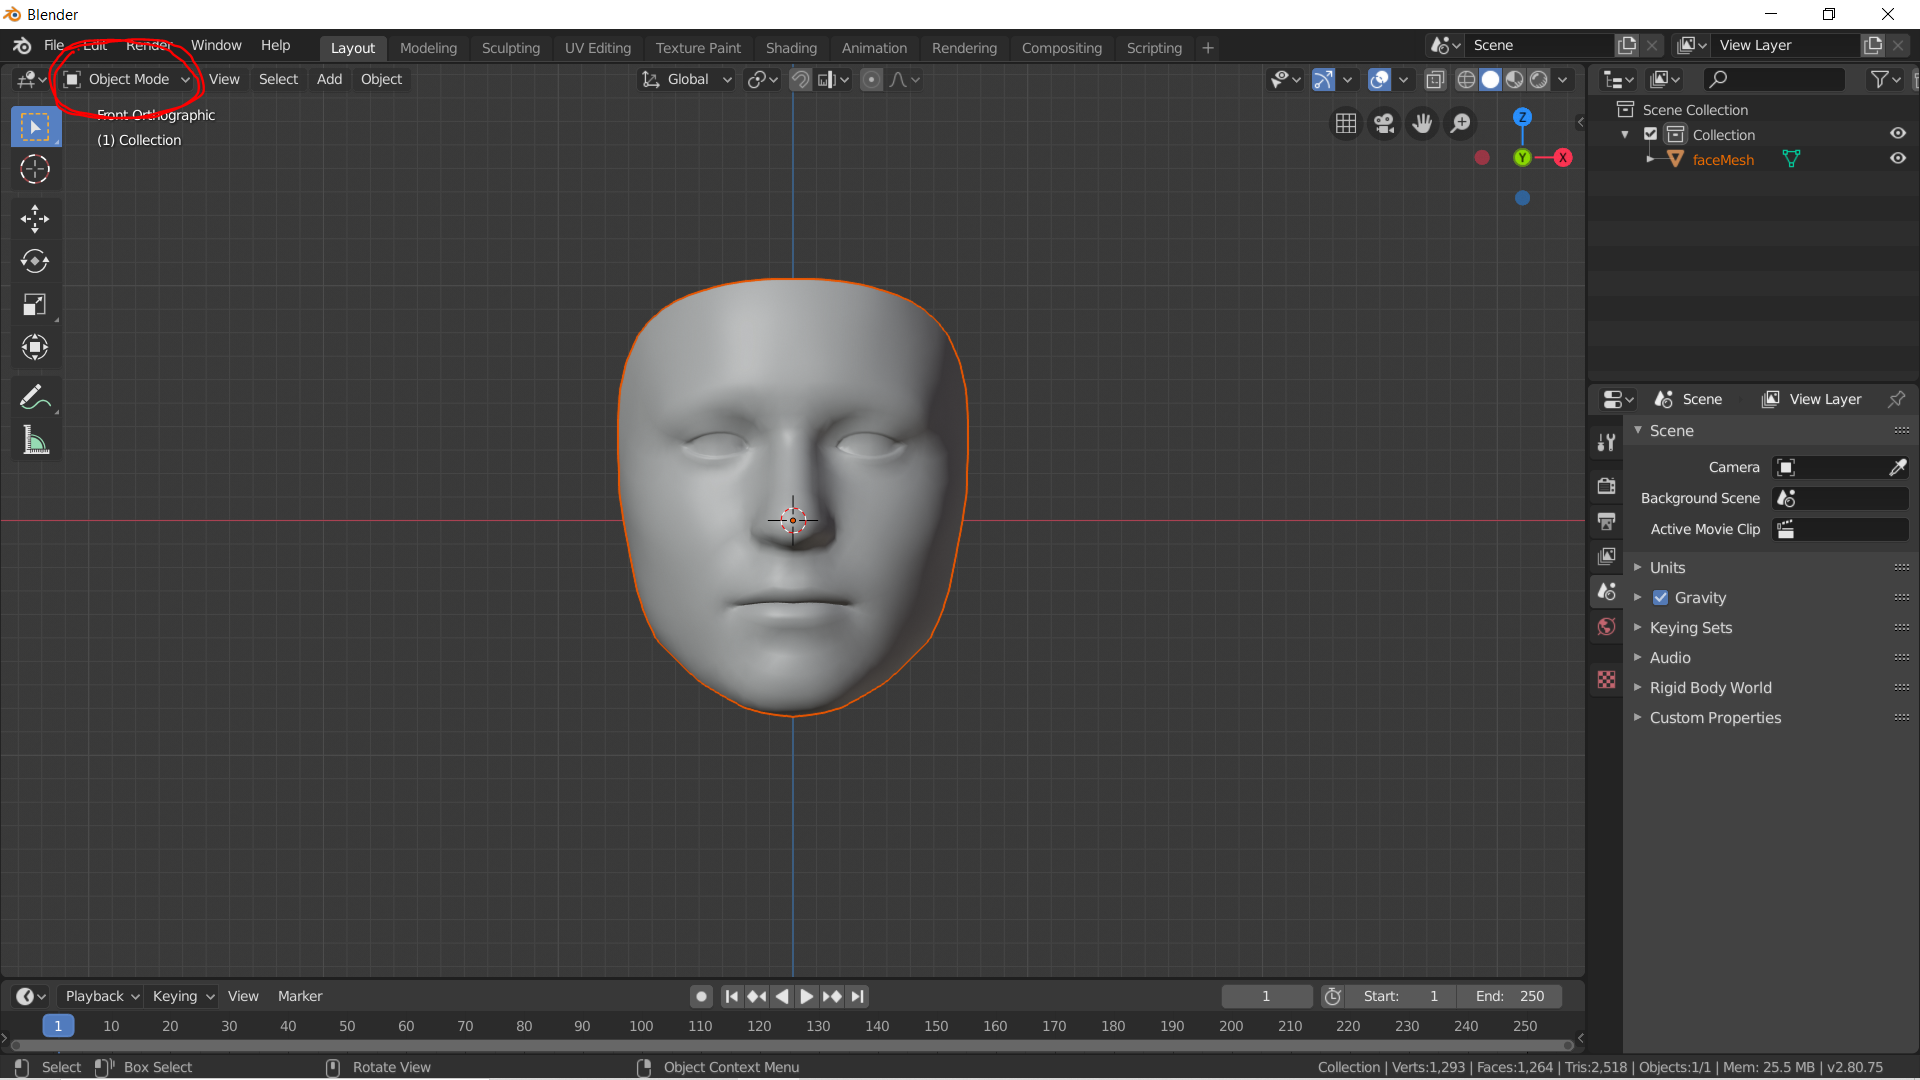 Blender
File Edit Render Window Help Layout Modeling Sculpting UV Editing Texture Paint Shading Animation Rendering Compositing Scripting + Scene View Layer
Object Mode View Select Add Object Global
Front Orthographic
(1) Collection
Z
Y X
Scene Collection
Collection
faceMesh
Scene View Layer
Scene
Camera
Background Scene
Active Movie Clip
Units
Gravity
Keying Sets
Audio
Rigid Body World
Custom Properties
Playback Keying View Marker 1 Start: 1 End: 250
1 10 20 30 40 50 60 70 80 90 100 110 120 130 140 150 160 170 180 190 200 210 220 230 240 250
Select Box Select Rotate View Object Context Menu Collection | Verts:1,293 | Faces:1,264 | Tris:2,518 | Objects:1/1 | Mem: 25.5 MB | v2.80.75